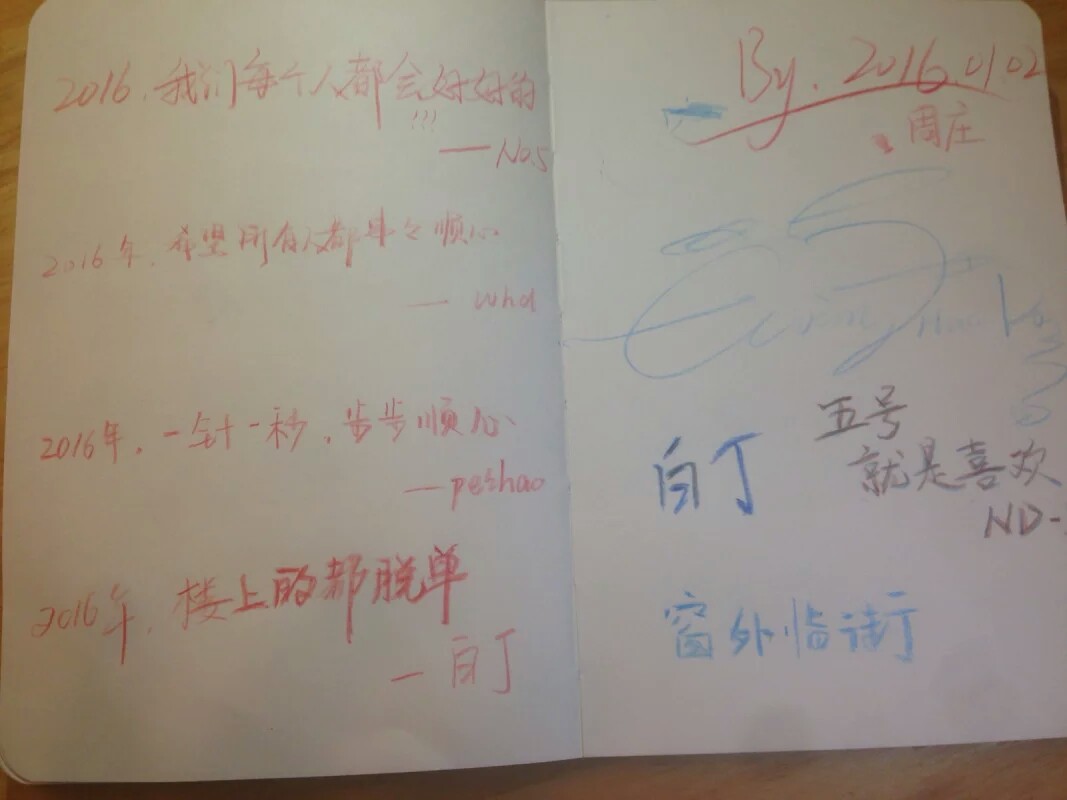 2016.我们每个人都会好好的
!!!
— No.5
2016年.希望所有人都事事顺心
— whd
2016年.一针一秒.步步顺心
— peshao
2016年.楼上的都脱单
— 白丁
By. 2016.01.02
周庄
五号
就是喜欢
ND-
白丁
窗外临街